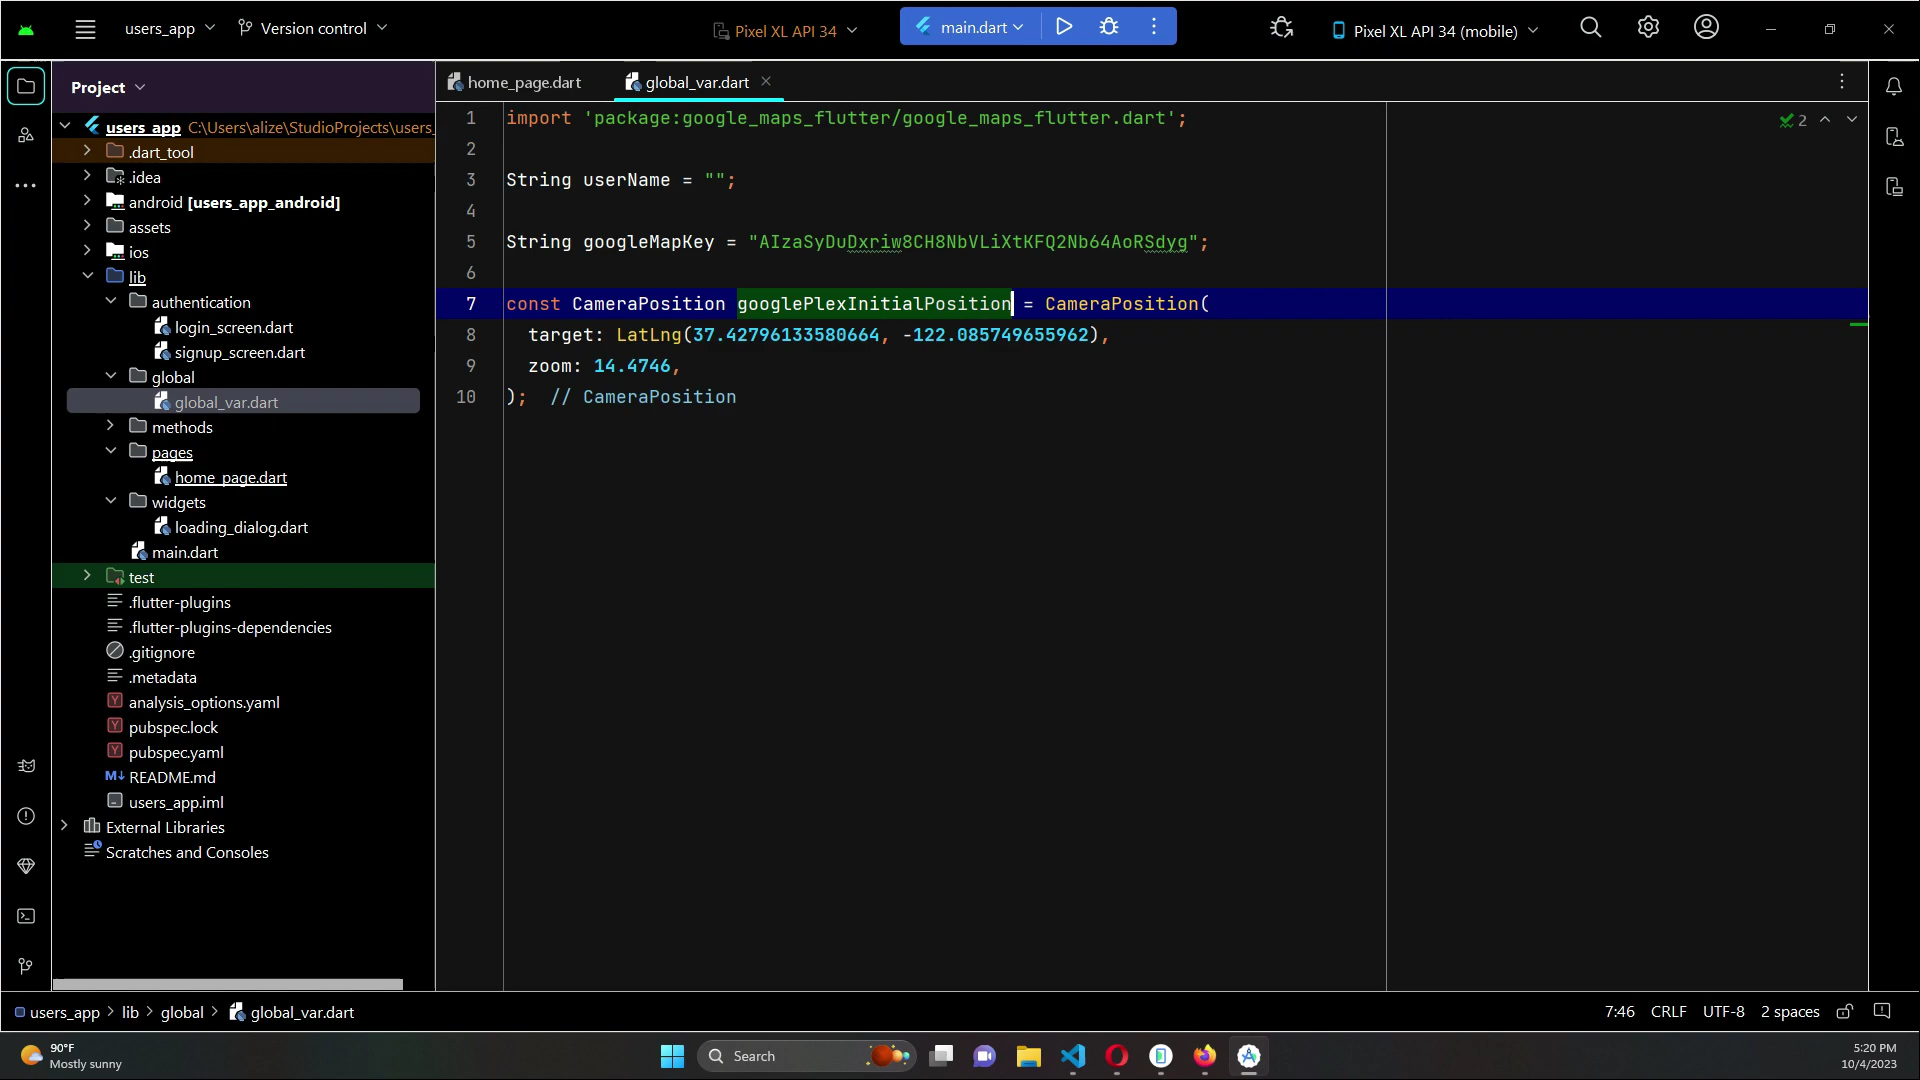 users_app
Version control
Pixel XL API 34
main.dart
Pixel XL API 34 (mobile)
Project
home_page.dart
global_var.dart
users_app C:\Users\alize\StudioProjects\users_
.dart_tool
.idea
android [users_app_android]
assets
ios
lib
authentication
login_screen.dart
signup_screen.dart
global
global_var.dart
methods
pages
home_page.dart
widgets
loading_dialog.dart
main.dart
test
.flutter-plugins
.flutter-plugins-dependencies
.gitignore
.metadata
analysis_options.yaml
pubspec.lock
pubspec.yaml
README.md
users_app.iml
External Libraries
Scratches and Consoles
1 import 'package:google_maps_flutter/google_maps_flutter.dart';
2
3 String userName = "";
4
5 String googleMapKey = "AIzaSyDuDxriw8CH8NbVLiXtKFQ2Nb64AoRSdyg";
6
7 const CameraPosition googlePlexInitialPosition = CameraPosition(
8 target: LatLng(37.42796133580664, -122.085749655962),
9 zoom: 14.4746,
10 ); // CameraPosition
2
users_app > lib > global > global_var.dart
7:46 CRLF UTF-8 2 spaces
90°F
Mostly sunny
Search
5:20 PM
10/4/2023